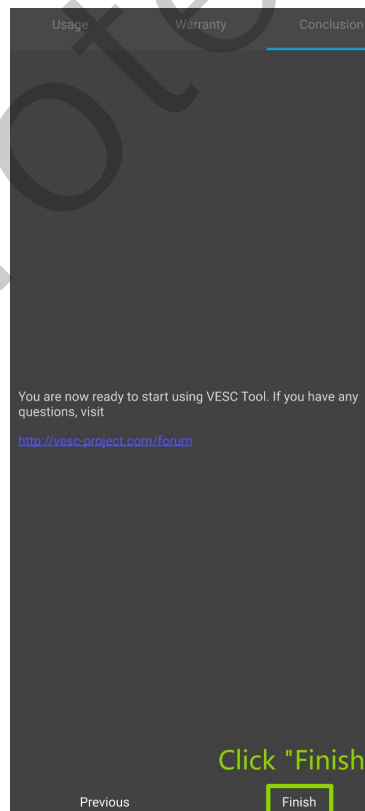 Usage Warranty Conclusion
You are now ready to start using VESC Tool. If you have any
questions, visit
http://vesc-project.com/forum
Click "Finish
Previous Finish